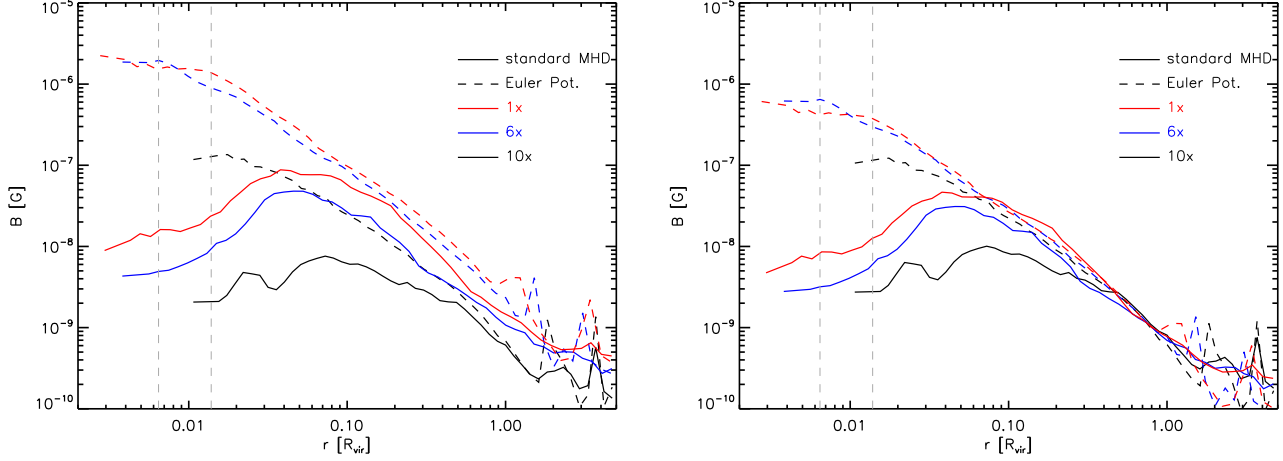 10⁻⁵
10⁻⁶
10⁻⁷
10⁻⁸
10⁻⁹
10⁻¹⁰
B [G]
standard MHD
Euler Pot.
1x
6x
10x
0.01
0.10
1.00
r [Rvir]
10⁻⁵
10⁻⁶
10⁻⁷
10⁻⁸
10⁻⁹
10⁻¹⁰
B [G]
standard MHD
Euler Pot.
1x
6x
10x
0.01
0.10
1.00
r [Rvir]